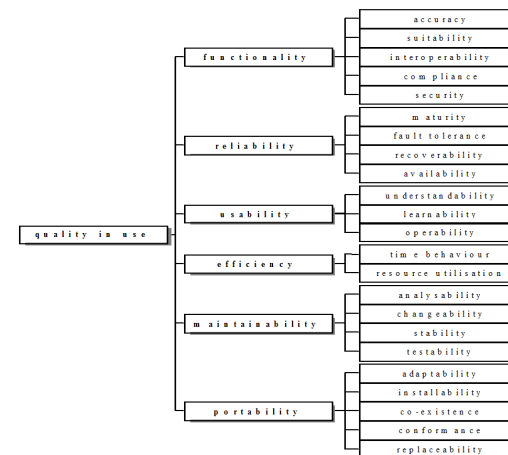 quality in use
functionality
accuracy
suitability
interoperability
compliance
security
reliability
maturity
fault tolerance
recoverability
availability
usability
understandability
learnability
operability
efficiency
time behaviour
resource utilisation
maintainability
analysability
changeability
stability
testability
portability
adaptability
installability
co-existence
conformance
replaceability